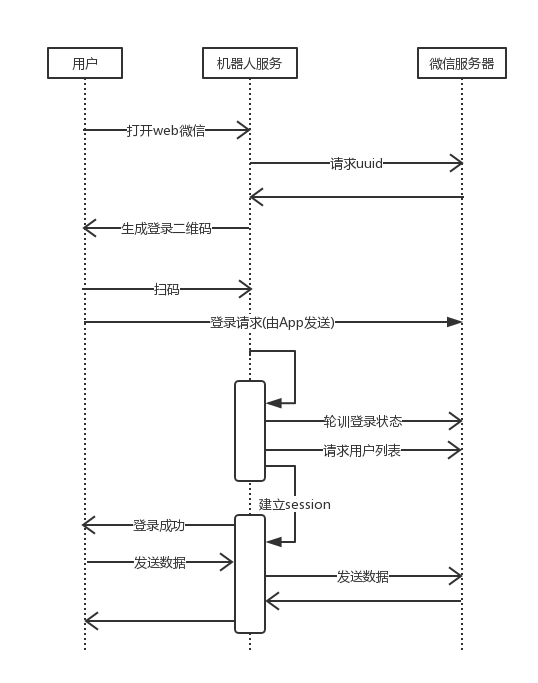 用户
机器人服务
微信服务器
打开web微信
请求uuid
生成登录二维码
扫码
登录请求(由App发送)
轮训登录状态
请求用户列表
建立session
登录成功
发送数据
发送数据